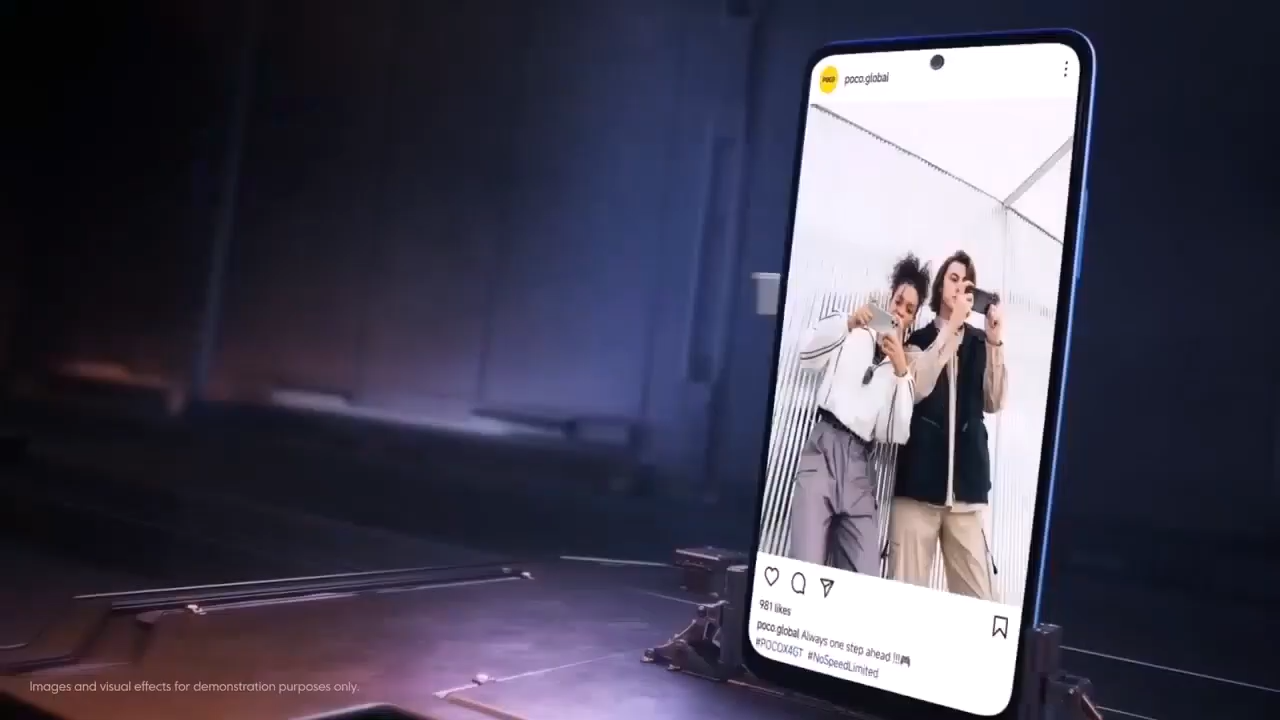 POCO
poco.global
981 likes
poco.global Always one step ahead !!!🎮
#POCOX4GT #NoSpeedLimited
Images and visual effects for demonstration purposes only.